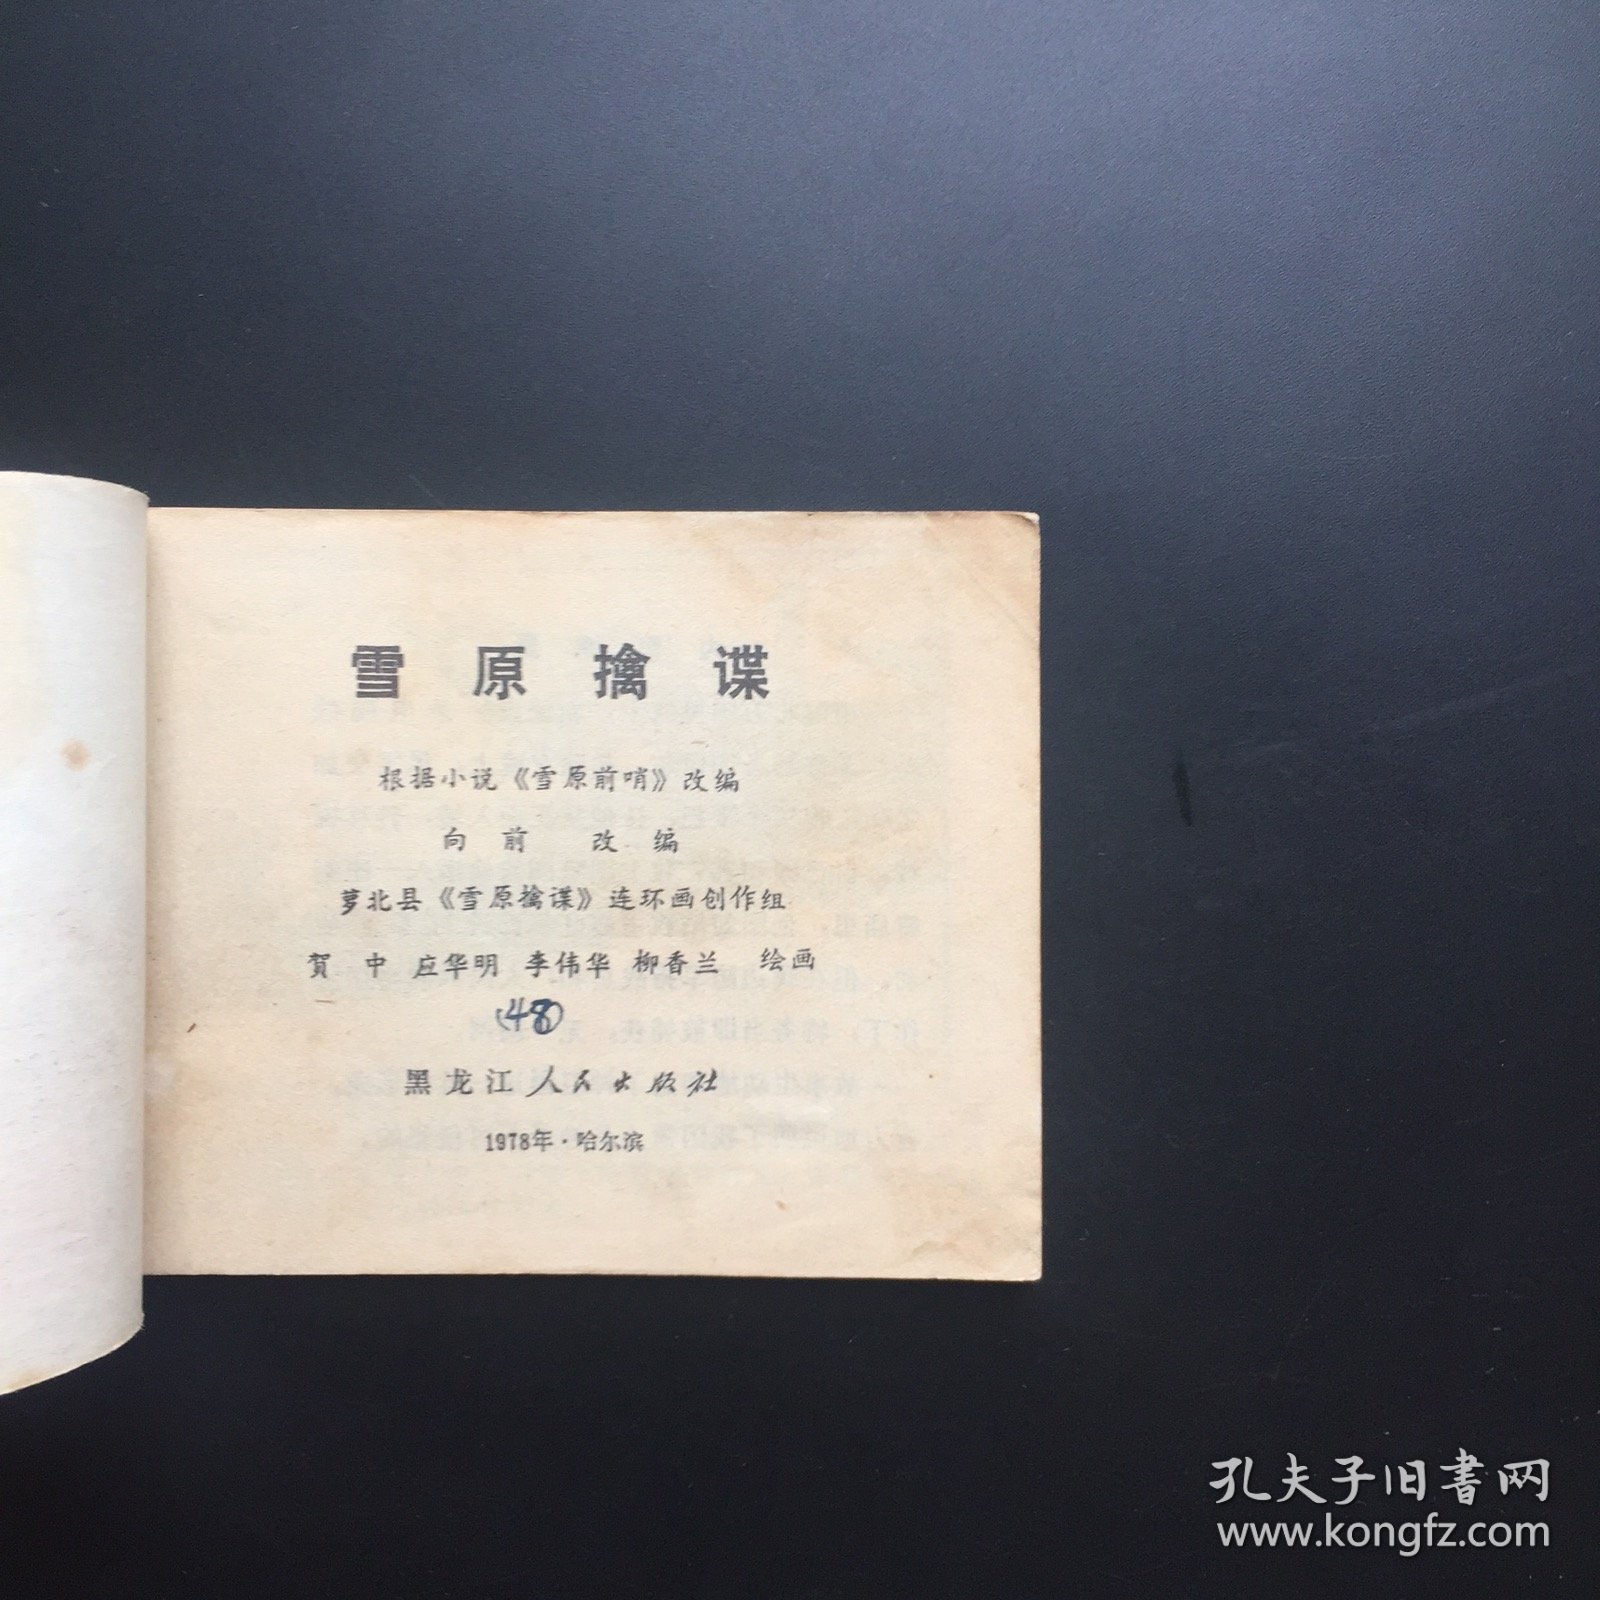 雪原擒谍
根据小说《雪原前哨》改编
向前 改编
萝北县《雪原擒谍》连环画创作组
賀中 应华明 李伟华 柳香兰 绘画
(48)
黑龙江人民出版社
1978年·哈尔滨
孔夫子旧书网
www.kongfz.com